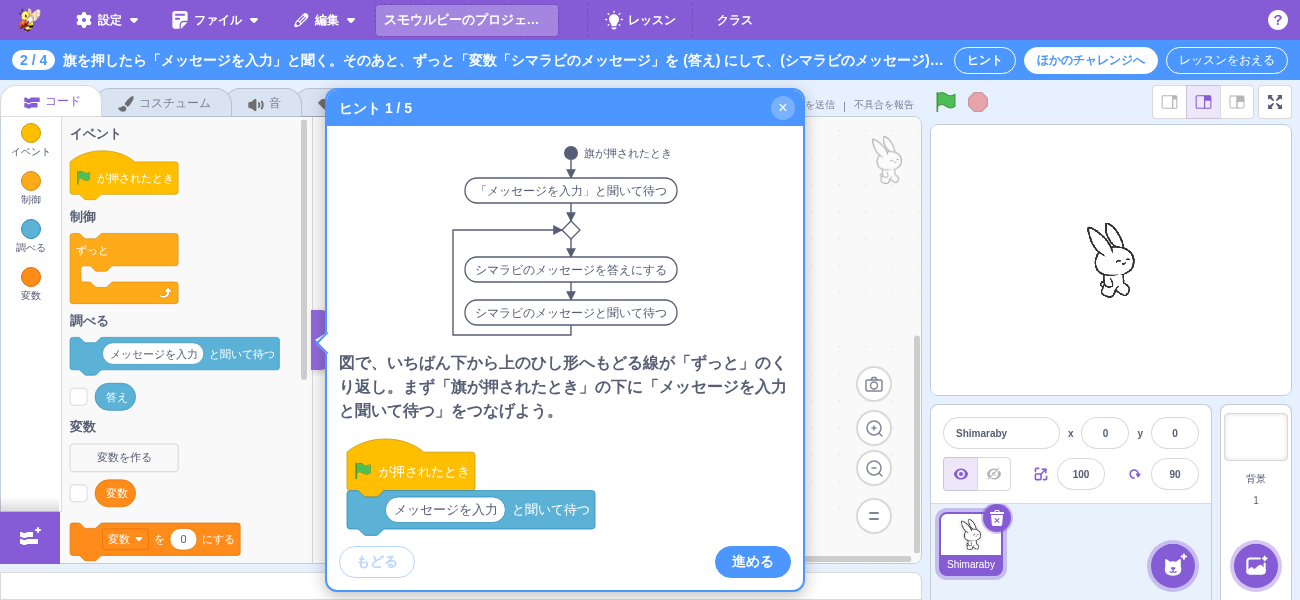 設定
ファイル
編集
スモウルビーのプロジェ…
レッスン
クラス
?
2 / 4
旗を押したら「メッセージを入力」と聞く。そのあと、ずっと「変数「シマラビのメッセージ」を (答え) にして、(シマラビのメッセージ)…
ヒント
ほかのチャレンジへ
レッスンをおえる
コード
コスチューム
音
を送信 | 不具合を報告
イベント
制御
調べる
変数
イベント
が押されたとき
制御
ずっと
調べる
メッセージを入力 と聞いて待つ
答え
変数
変数を作る
変数
変数 を 0 にする
ヒント 1 / 5
×
旗が押されたとき
「メッセージを入力」と聞いて待つ
シマラビのメッセージを答えにする
シマラビのメッセージと聞いて待つ
図で、いちばん下から上のひし形へもどる線が「ずっと」のく
り返し。まず「旗が押されたとき」の下に「メッセージを入力
と聞いて待つ」をつなげよう。
が押されたとき
メッセージを入力 と聞いて待つ
もどる
進める
Shimaraby
x
0
y
0
100
90
Shimaraby
背景
1